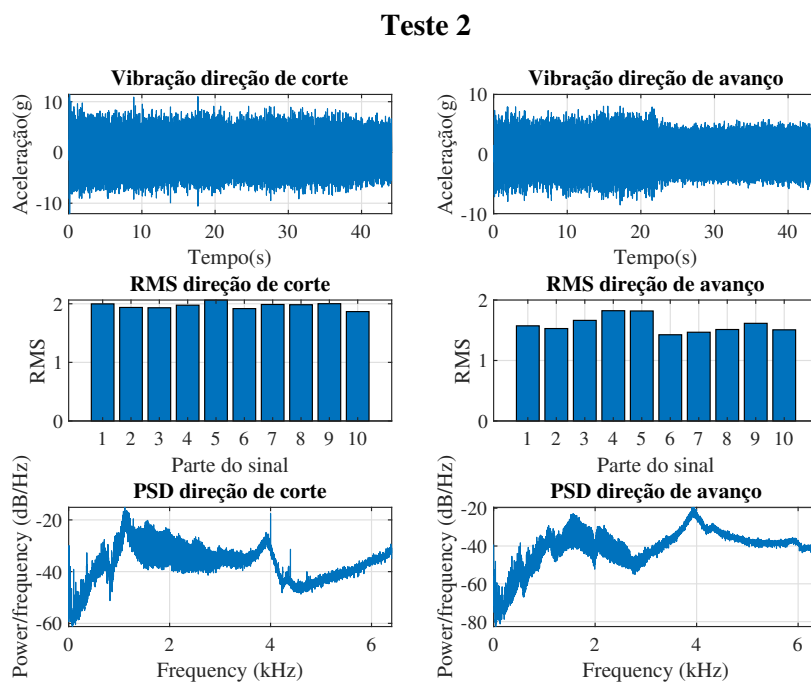 Teste 2
Vibração direção de corte
Aceleração(g)
10
0
-10
0 10 20 30 40
Tempo(s)
Vibração direção de avanço
Aceleração(g)
10
0
-10
0 10 20 30 40
Tempo(s)
RMS direção de corte
RMS
2
1
0
1 2 3 4 5 6 7 8 9 10
Parte do sinal
RMS direção de avanço
RMS
2
1
0
1 2 3 4 5 6 7 8 9 10
Parte do sinal
PSD direção de corte
Power/frequency (dB/Hz)
-20
-40
-60
0 2 4 6
Frequency (kHz)
PSD direção de avanço
Power/frequency (dB/Hz)
-20
-40
-60
-80
0 2 4 6
Frequency (kHz)